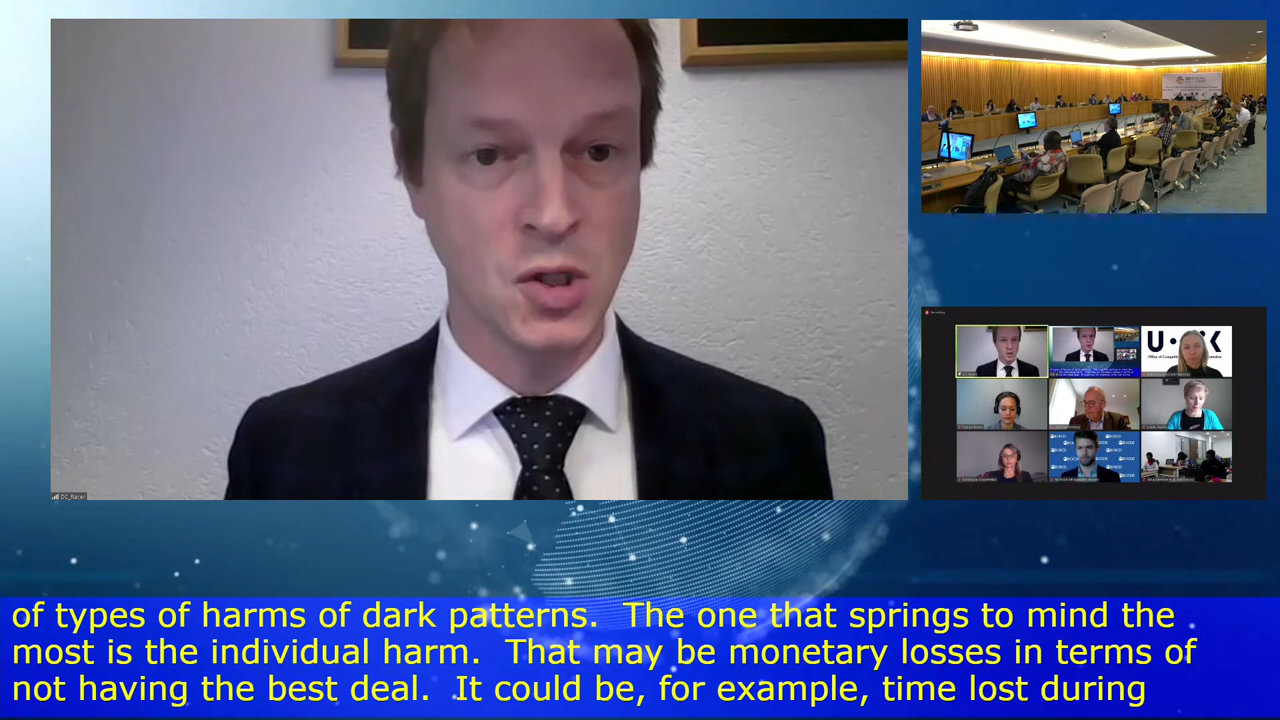 DC_Racer
U
K
of types of harms of dark patterns.  The one that springs to mind the
most is the individual harm.  That may be monetary losses in terms of
not having the best deal.  It could be, for example, time lost during